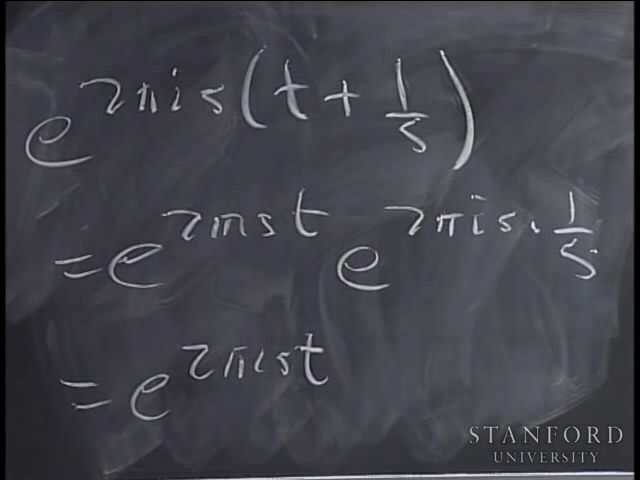 e^{2πis(t + 1/s)}
= e^{2πist} e^{2πis · 1/s}
= e^{2πist}
STANFORD
UNIVERSITY